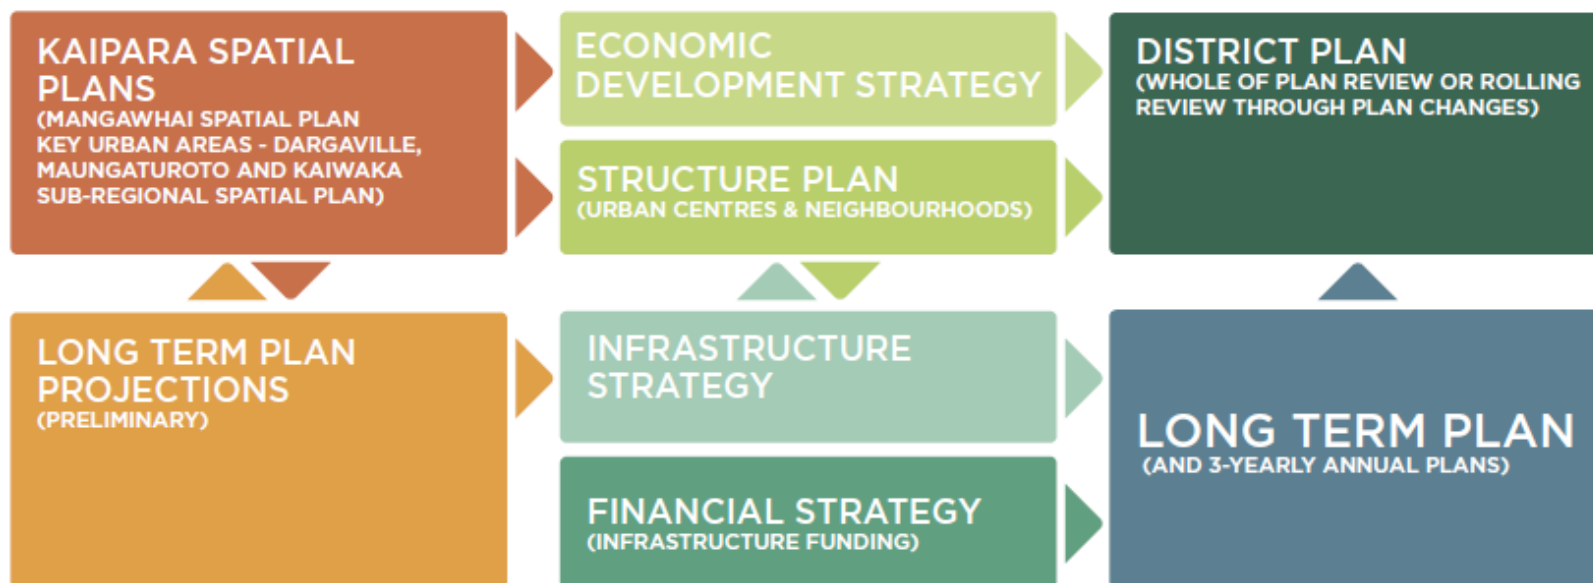 KAIPARA SPATIAL
PLANS
(MANGAWHAI SPATIAL PLAN
KEY URBAN AREAS - DARGAVILLE,
MAUNGATUROTO AND KAIWAKA
SUB-REGIONAL SPATIAL PLAN)
ECONOMIC
DEVELOPMENT STRATEGY
STRUCTURE PLAN
(URBAN CENTRES & NEIGHBOURHOODS)
DISTRICT PLAN
(WHOLE OF PLAN REVIEW OR ROLLING
REVIEW THROUGH PLAN CHANGES)
LONG TERM PLAN
PROJECTIONS
(PRELIMINARY)
INFRASTRUCTURE
STRATEGY
FINANCIAL STRATEGY
(INFRASTRUCTURE FUNDING)
LONG TERM PLAN
(AND 3-YEARLY ANNUAL PLANS)